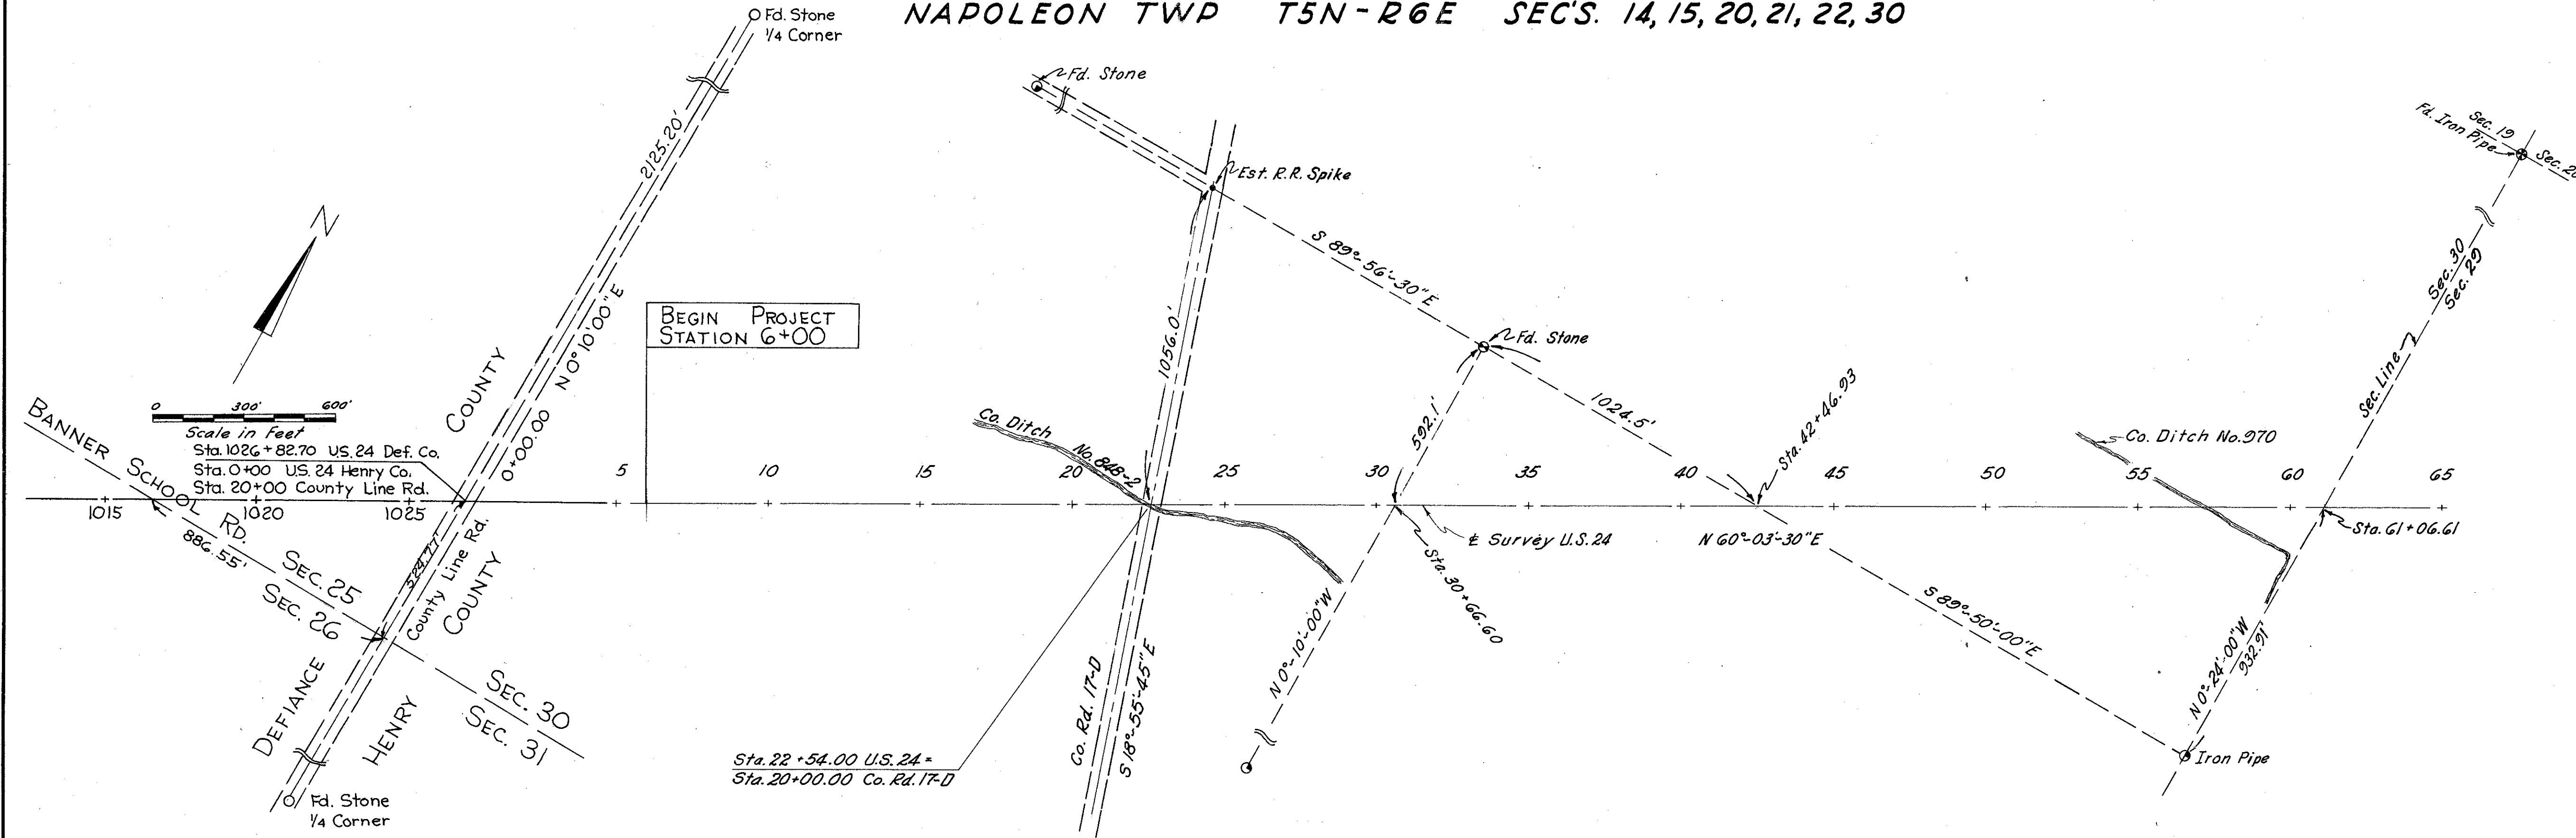 NAPOLEON TWP T5N-R6E SEC'S. 14, 15, 20, 21, 22, 30
Fd. Stone
1/4 Corner
2125.20'
N 0° 10' 00" E
0+00.00
N
0 300' 600'
Scale in Feet
Sta. 1026+82.70 U.S. 24 Def. Co.
Sta. 0+00 U.S. 24 Henry Co.
Sta. 20+00 County Line Rd.
BANNER SCHOOL RD.
1015 1020 1025
886.55'
SEC. 25
SEC. 26
524.77'
County Line Rd.
COUNTY
COUNTY
DEFIANCE
HENRY
SEC. 30
SEC. 31
Fd. Stone
1/4 Corner
BEGIN PROJECT
STATION 6+00
5 10 15 20 25 30 35 40 45 50 55 60 65
Fd. Stone
Est. R.R. Spike
1056.0'
Co. Ditch No. 848-2
Co. Rd. 17-D
S 18°-55'-45" E
Sta. 22+54.00 U.S. 24 =
Sta. 20+00.00 Co. Rd. 17-D
S 89°-56'-30" E
Fd. Stone
592.1'
1024.5'
Sta. 42+46.93
Sta. 30+66.60
N 0°-10'-00" W
℄ Survey U.S. 24
N 60°-03'-30" E
S 89°-50'-00" E
Co. Ditch No. 970
Fd. Iron Pipe
Sec. 19
Sec. 20
Sec. 30
Sec. 29
Sec. Line
Sta. 61+06.61
N 0°-24'-00" W
932.91'
Iron Pipe